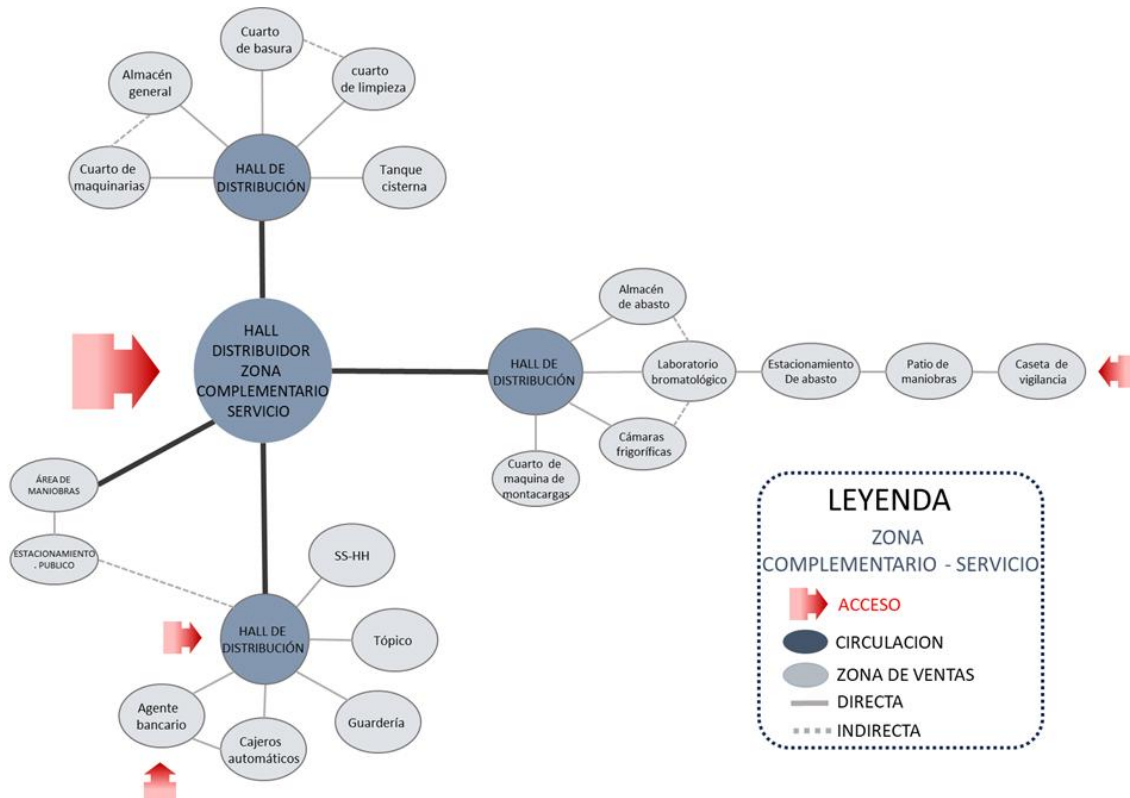 Cuarto
de basura
cuarto
de limpieza
Almacén
general
Cuarto de
maquinarias
HALL DE
DISTRIBUCIÓN
Tanque
cisterna
HALL
DISTRIBUIDOR
ZONA
COMPLEMENTARIO
SERVICIO
Almacén
de abasto
HALL DE
DISTRIBUCIÓN
Laboratorio
bromatológico
Estacionamiento
De abasto
Patio de
maniobras
Caseta de
vigilancia
Cámaras
frigoríficas
Cuarto de
maquina de
montacargas
ÁREA DE
MANIOBRAS
ESTACIONAMIENTO
. PUBLICO
SS-HH
HALL DE
DISTRIBUCIÓN
Tópico
Agente
bancario
Guardería
Cajeros
automáticos
LEYENDA
ZONA
COMPLEMENTARIO - SERVICIO
ACCESO
CIRCULACION
ZONA DE VENTAS
DIRECTA
INDIRECTA